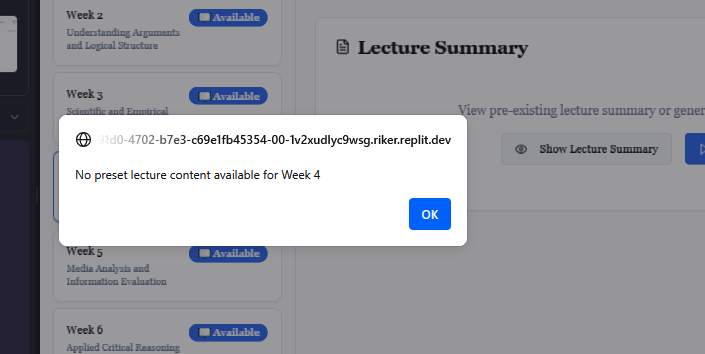 Week 2
Available
Understanding Arguments
and Logical Structure
Week 3
Available
Scientific and Empirical
Lecture Summary
View pre-existing lecture summary or gener
Show Lecture Summary
91d0-4702-b7e3-c69e1fb45354-00-1v2xudlyc9wsg.riker.replit.dev
No preset lecture content available for Week 4
OK
Week 5
Available
Media Analysis and
Information Evaluation
Week 6
Available
Applied Critical Reasoning